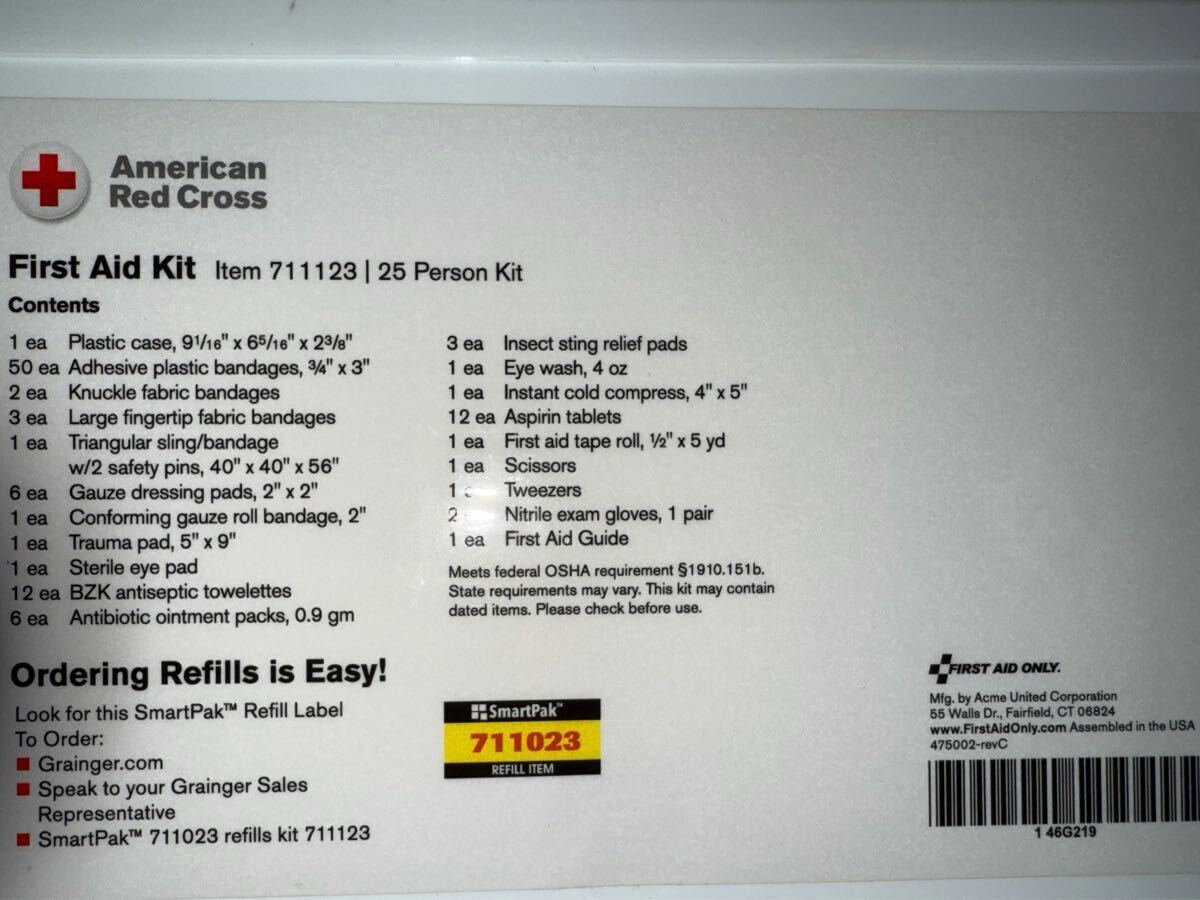 American
Red Cross
First Aid Kit Item 711123 | 25 Person Kit
Contents
1 ea Plastic case, 9 1/16" x 6 5/16" x 2 3/8"
50 ea Adhesive plastic bandages, 3/4" x 3"
2 ea Knuckle fabric bandages
3 ea Large fingertip fabric bandages
1 ea Triangular sling/bandage
w/2 safety pins, 40" x 40" x 56"
6 ea Gauze dressing pads, 2" x 2"
1 ea Conforming gauze roll bandage, 2"
1 ea Trauma pad, 5" x 9"
1 ea Sterile eye pad
12 ea BZK antiseptic towelettes
6 ea Antibiotic ointment packs, 0.9 gm
3 ea Insect sting relief pads
1 ea Eye wash, 4 oz
1 ea Instant cold compress, 4" x 5"
12 ea Aspirin tablets
1 ea First aid tape roll, 1/2" x 5 yd
1 ea Scissors
1 Tweezers
2 Nitrile exam gloves, 1 pair
1 ea First Aid Guide
Meets federal OSHA requirement §1910.151b.
State requirements may vary. This kit may contain
dated items. Please check before use.
Ordering Refills is Easy!
Look for this SmartPak™ Refill Label
To Order:
Grainger.com
Speak to your Grainger Sales
Representative
SmartPak™ 711023 refills kit 711123
SmartPak™
711023
REFILL ITEM
FIRST AID ONLY.
Mfg. by Acme United Corporation
55 Walls Dr., Fairfield, CT 06824
www.FirstAidOnly.com Assembled in the USA
475002-revC
1 46G219